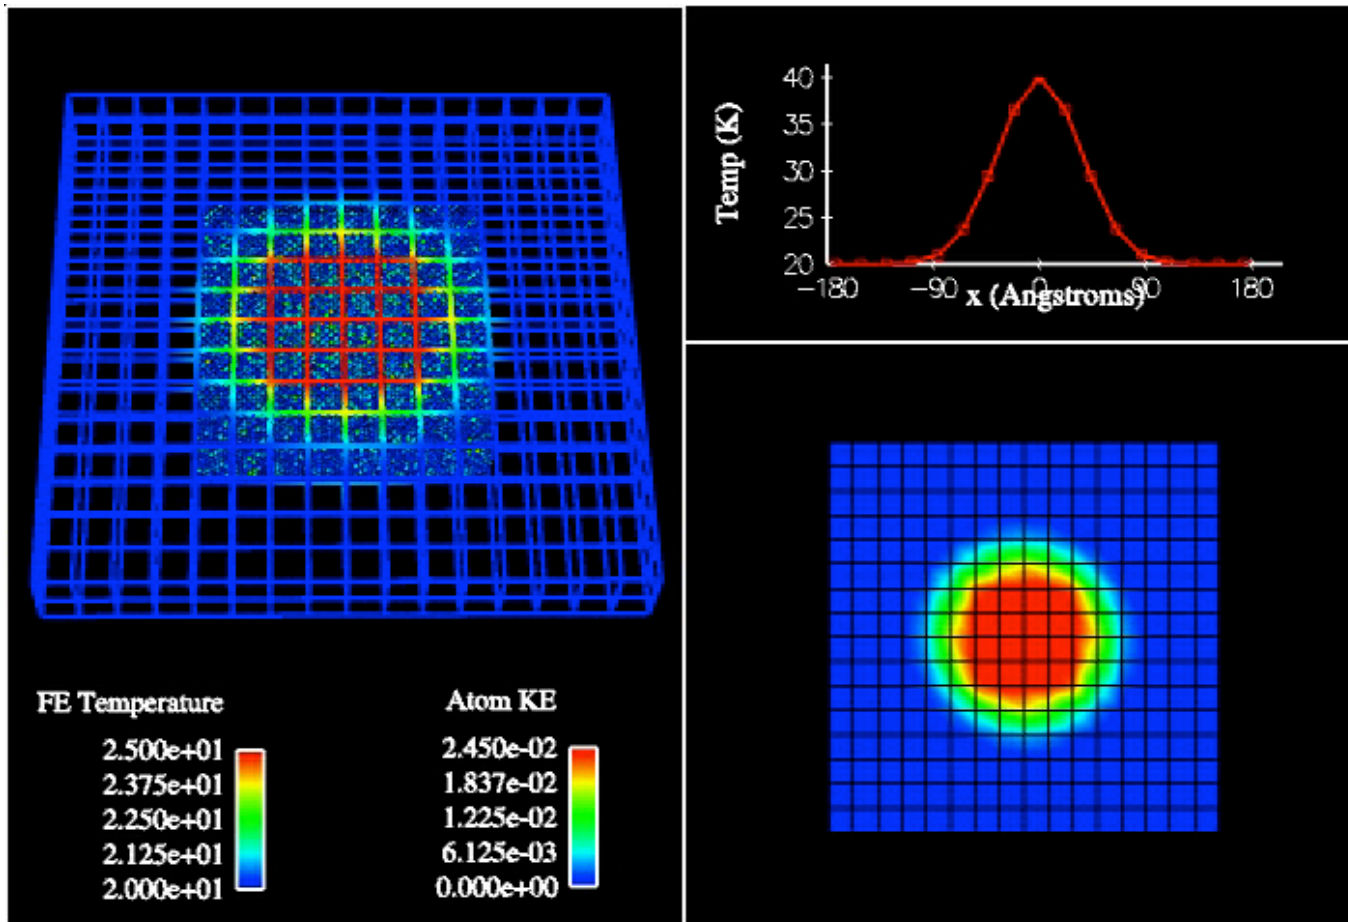 FE Temperature
2.500e+01
2.375e+01
2.250e+01
2.125e+01
2.000e+01
Atom KE
2.450e-02
1.837e-02
1.225e-02
6.125e-03
0.000e+00
Temp (K)
40
35
30
25
20
−180 −90 0 90 180
x (Angstroms)